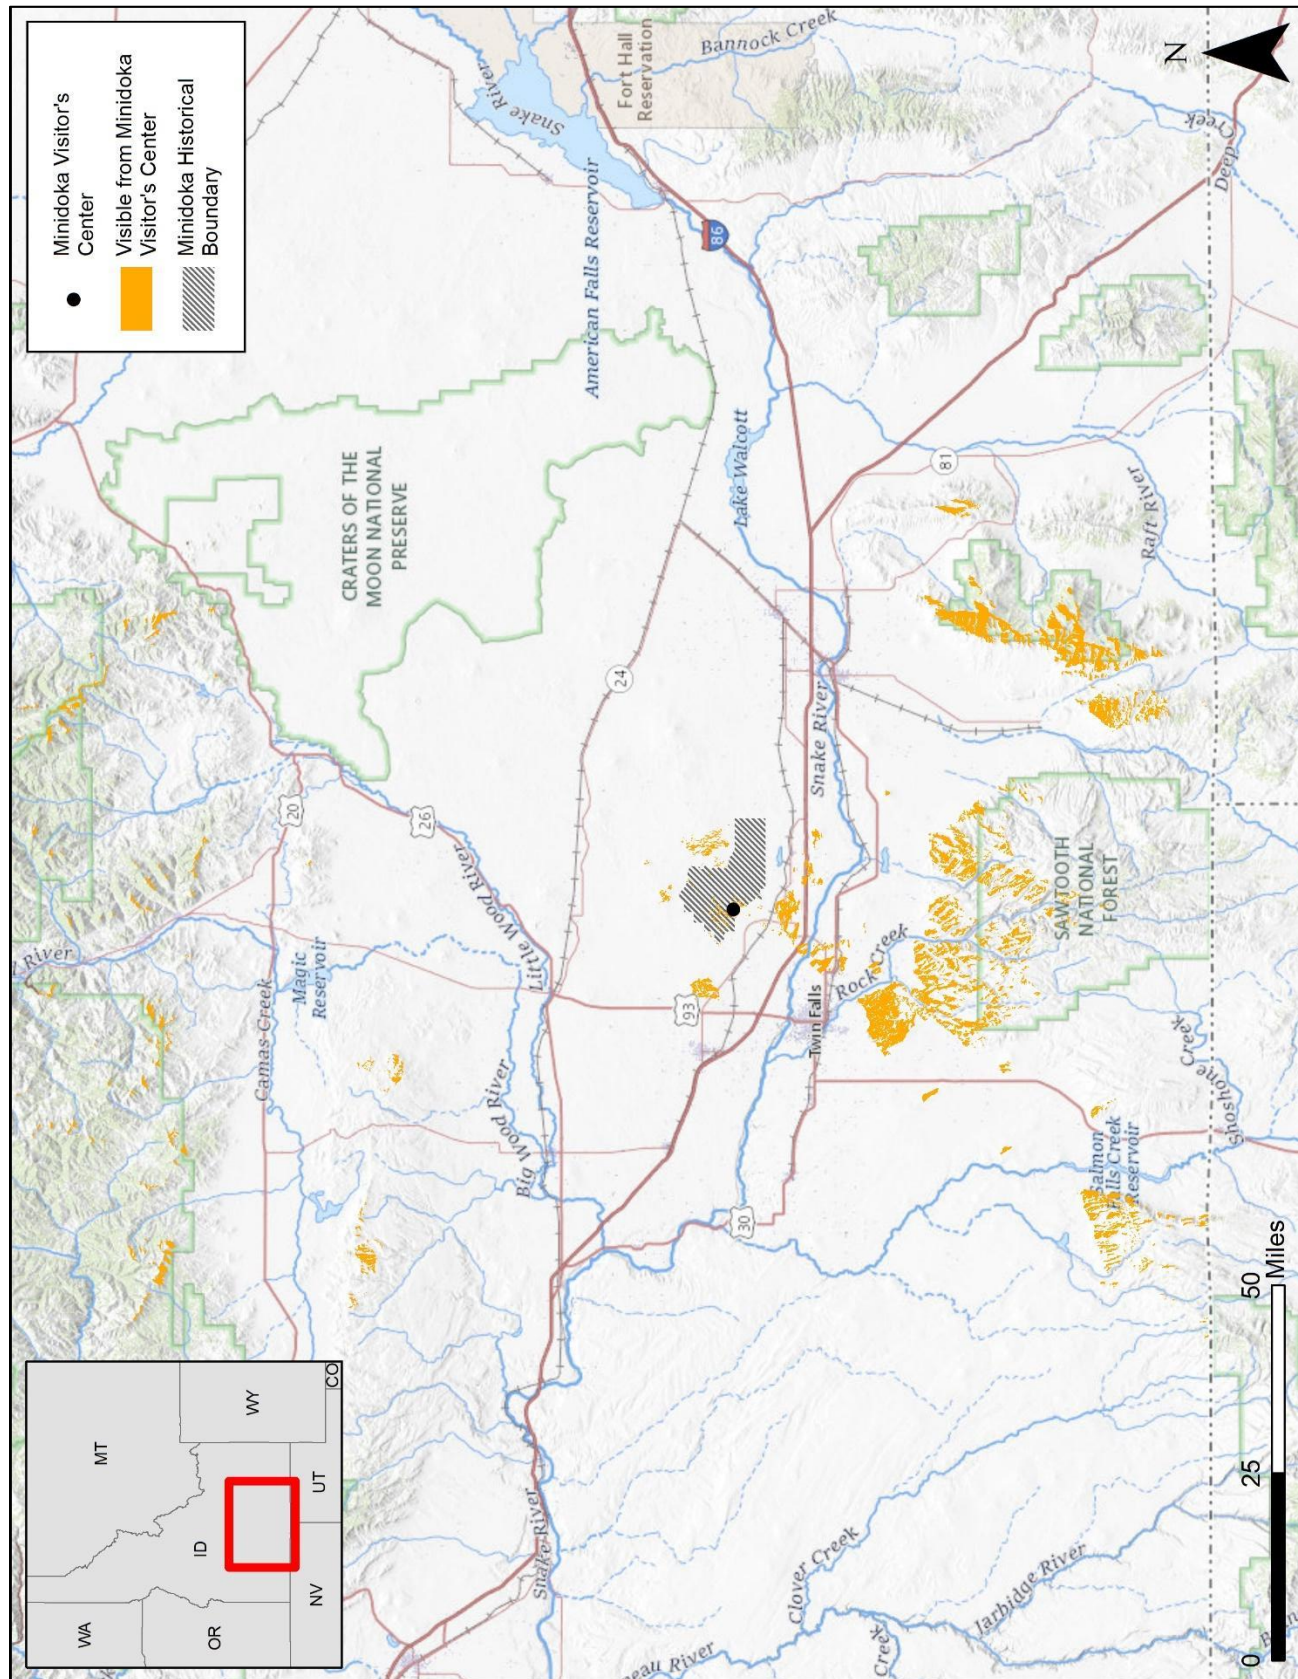 WA
MT
OR
ID
WY
NV
UT
CO
Minidoka Visitor's
Center
Visible from Minidoka
Visitor's Center
Minidoka Historical
Boundary
River
20
Camas Creek
Magic
Reservoir
26
Little Wood River
Big Wood River
CRATERS OF THE
MOON NATIONAL
PRESERVE
Snake River
American Falls Reservoir
Fort Hall
Reservation
Bannock Creek
24
86
Lake Walcott
93
30
Snake River
Snake River
Twin Falls
Rock Creek
81
SAWTOOTH
NATIONAL
FOREST
Raft River
Deep
Creek
Salmon
Falls Creek
Reservoir
Shoshone Creek
Clover Creek
Jarbidge River
Creek
River
0
25
50
Miles
N